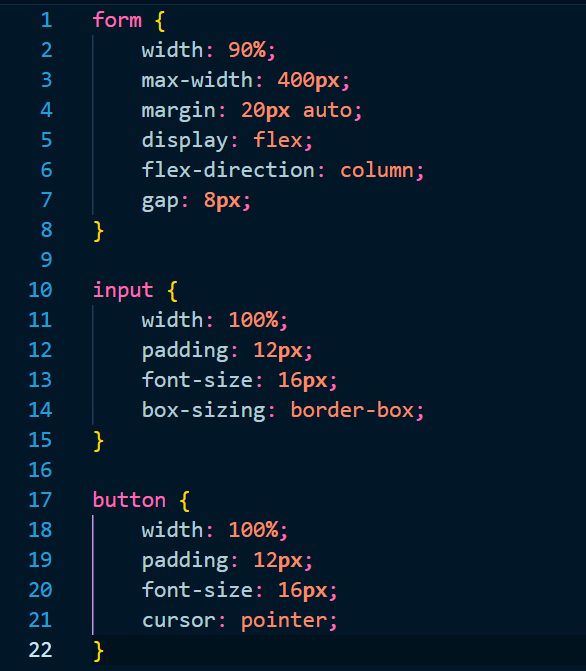 1 form {
2 width: 90%;
3 max-width: 400px;
4 margin: 20px auto;
5 display: flex;
6 flex-direction: column;
7 gap: 8px;
8 }
9
10 input {
11 width: 100%;
12 padding: 12px;
13 font-size: 16px;
14 box-sizing: border-box;
15 }
16
17 button {
18 width: 100%;
19 padding: 12px;
20 font-size: 16px;
21 cursor: pointer;
22 }